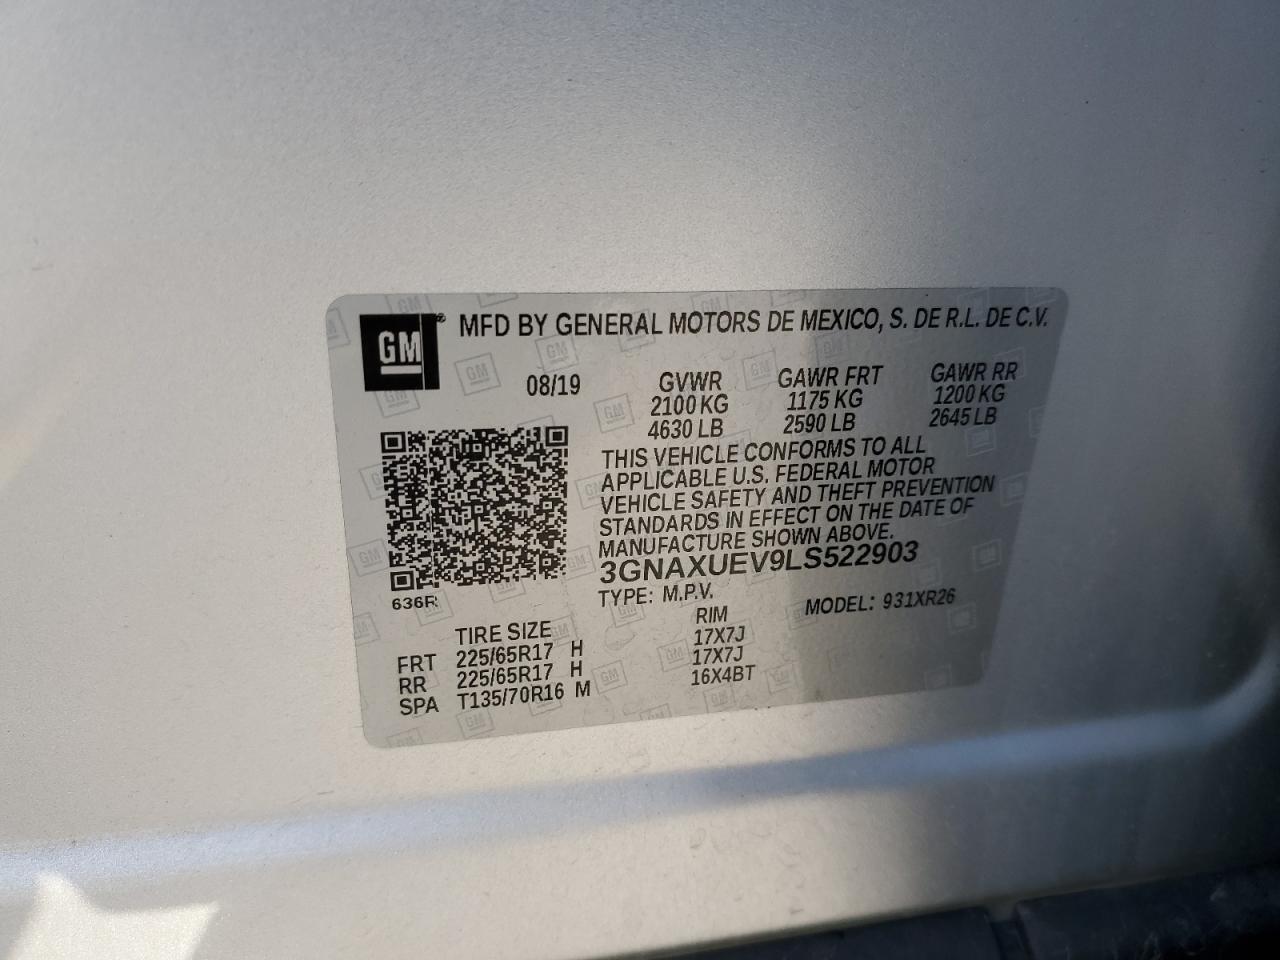 GM® MFD BY GENERAL MOTORS DE MEXICO, S. DE R.L. DE C.V.
08/19 GVWR GAWR FRT GAWR RR
2100 KG 1175 KG 1200 KG
4630 LB 2590 LB 2645 LB
THIS VEHICLE CONFORMS TO ALL
APPLICABLE U.S. FEDERAL MOTOR
VEHICLE SAFETY AND THEFT PREVENTION
STANDARDS IN EFFECT ON THE DATE OF
MANUFACTURE SHOWN ABOVE.
3GNAXUEV9LS522903
636R TYPE: M.P.V. MODEL: 931XR26
TIRE SIZE RIM
FRT 225/65R17 H 17X7J
RR 225/65R17 H 17X7J
SPA T135/70R16 M 16X4BT